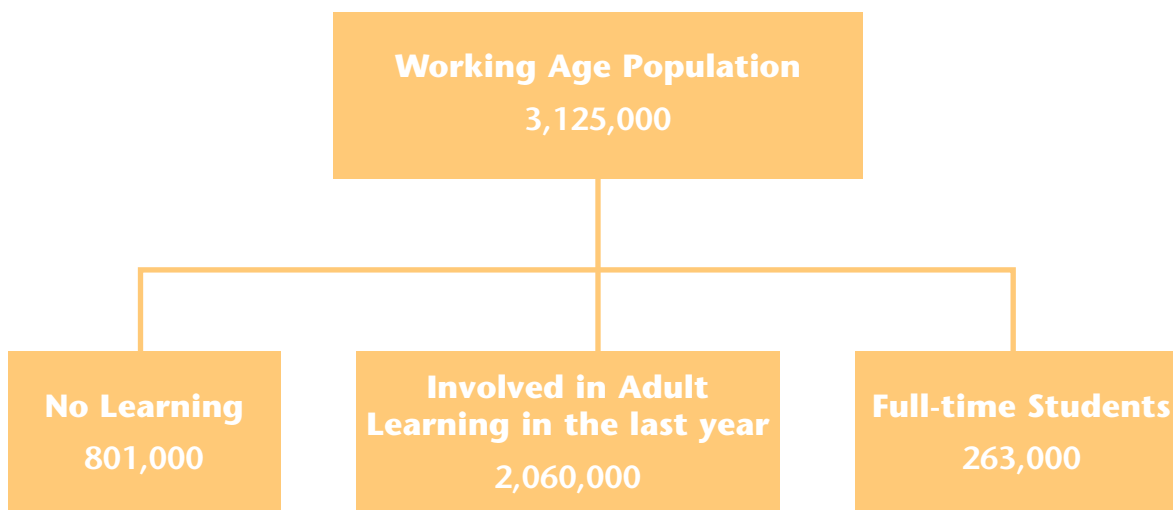 Working Age Population
3,125,000
No Learning
801,000
Involved in Adult
Learning in the last year
2,060,000
Full-time Students
263,000